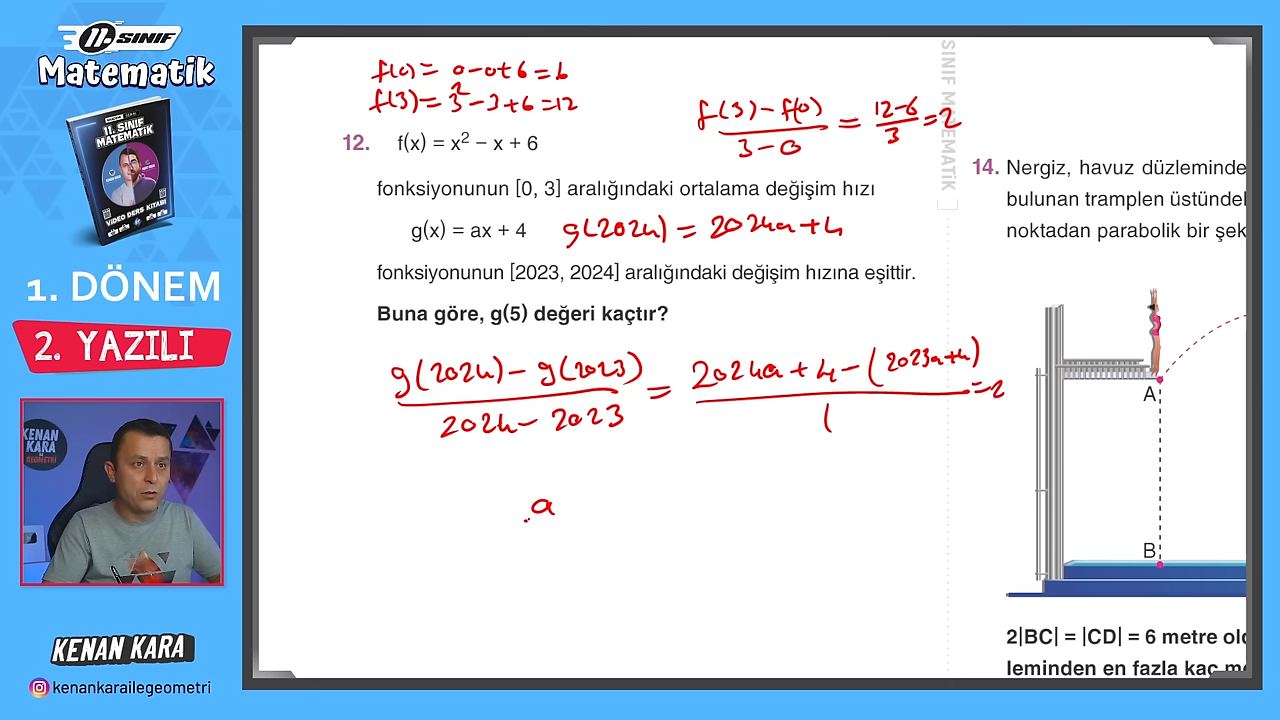 11. SINIF
Matematik
11. SINIF
MATEMATİK
VİDEO DERS KİTABI
1. DÖNEM
2. YAZILI
KENAN
KARA
GEOMETRI
KENAN KARA
kenankarailegeometri
f(0) = 0-0+6 = 6
f(3) = 3² - 3 + 6 = 12
f(3) - f(0) / 3 - 0 = 12-6 / 3 = 2
12. f(x) = x² − x + 6
fonksiyonunun [0, 3] aralığındaki ortalama değişim hızı
g(x) = ax + 4 g(2024) = 2024a + 4
fonksiyonunun [2023, 2024] aralığındaki değişim hızına eşittir.
Buna göre, g(5) değeri kaçtır?
g(2024) - g(2023) / 2024 - 2023 = 2024a + 4 - (2023a+4) / 1 = 2
a
SINIF MATEMATİK
14. Nergiz, havuz düzleminde
bulunan tramplen üstündel
noktadan parabolik bir şek
A
B
2|BC| = |CD| = 6 metre old
leminden en fazla kaç me